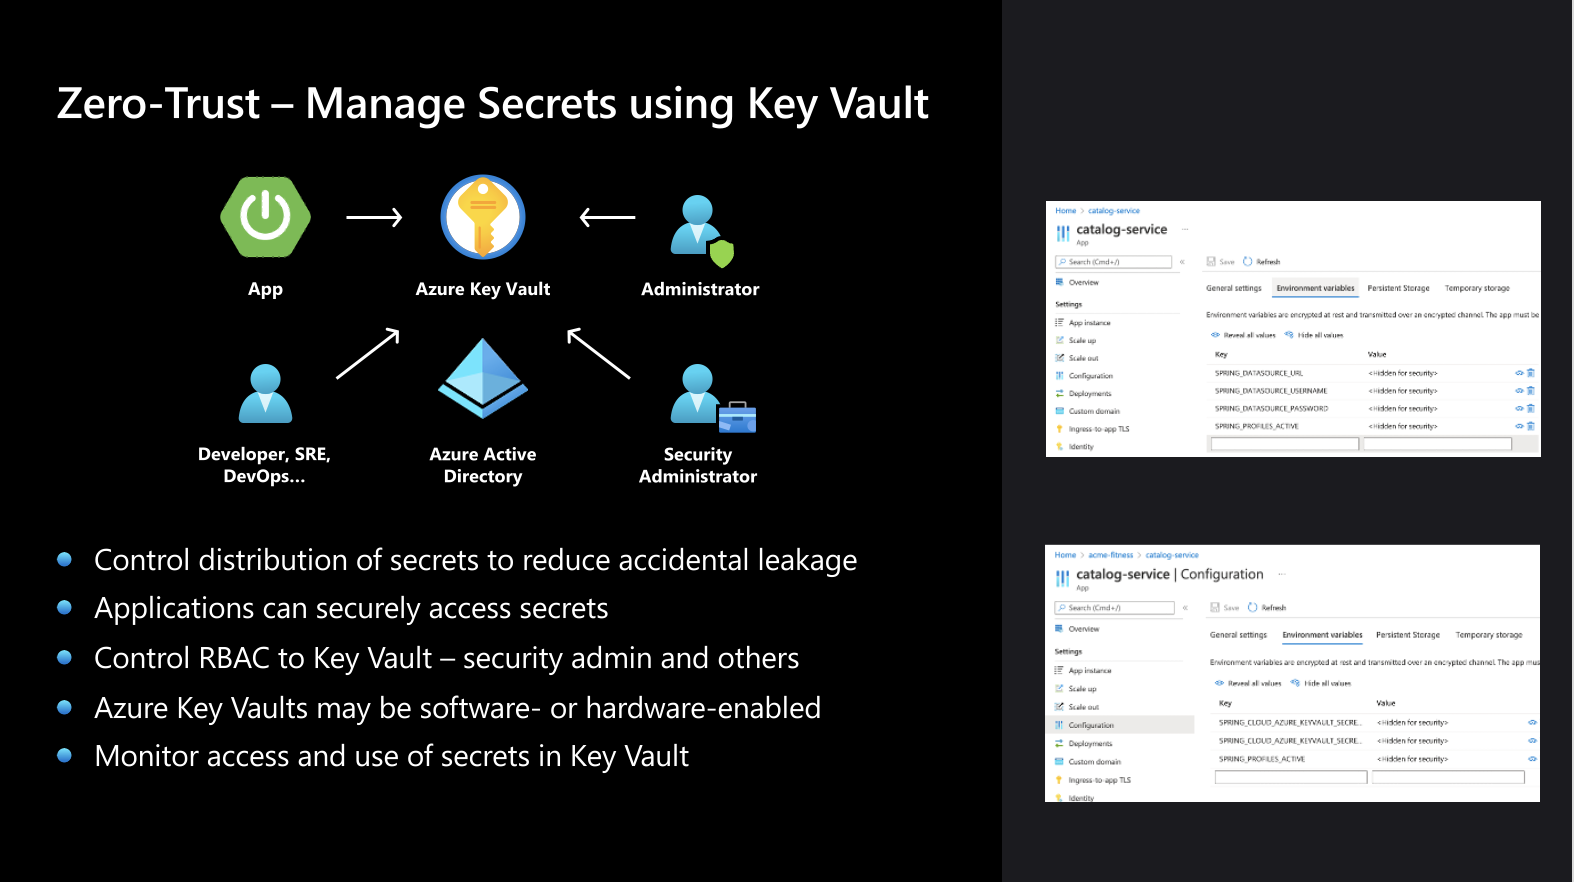 Zero-Trust – Manage Secrets using Key Vault
App
Azure Key Vault
Administrator
Developer, SRE,
DevOps...
Azure Active
Directory
Security
Administrator
Control distribution of secrets to reduce accidental leakage
Applications can securely access secrets
Control RBAC to Key Vault – security admin and others
Azure Key Vaults may be software- or hardware-enabled
Monitor access and use of secrets in Key Vault
Home > catalog-service
catalog-service ...
App
Search (Cmd+/) «
Overview
Settings
App instance
Scale up
Scale out
Configuration
Deployments
Custom domain
Ingress-to-app TLS
Identity
Save Refresh
General settings Environment variables Persistent Storage Temporary storage
Environment variables are encrypted at rest and transmitted over an encrypted channel. The app must be
Reveal all values Hide all values
Key Value
SPRING_DATASOURCE_URL <Hidden for security>
SPRING_DATASOURCE_USERNAME <Hidden for security>
SPRING_DATASOURCE_PASSWORD <Hidden for security>
SPRING_PROFILES_ACTIVE <Hidden for security>
Home > acme-fitness > catalog-service
catalog-service | Configuration ...
App
Search (Cmd+/) «
Overview
Settings
App instance
Scale up
Scale out
Configuration
Deployments
Custom domain
Ingress-to-app TLS
Identity
Save Refresh
General settings Environment variables Persistent Storage Temporary storage
Environment variables are encrypted at rest and transmitted over an encrypted channel. The app mus
Reveal all values Hide all values
Key Value
SPRING_CLOUD_AZURE_KEYVAULT_SECRE... <Hidden for security>
SPRING_CLOUD_AZURE_KEYVAULT_SECRE... <Hidden for security>
SPRING_PROFILES_ACTIVE <Hidden for security>